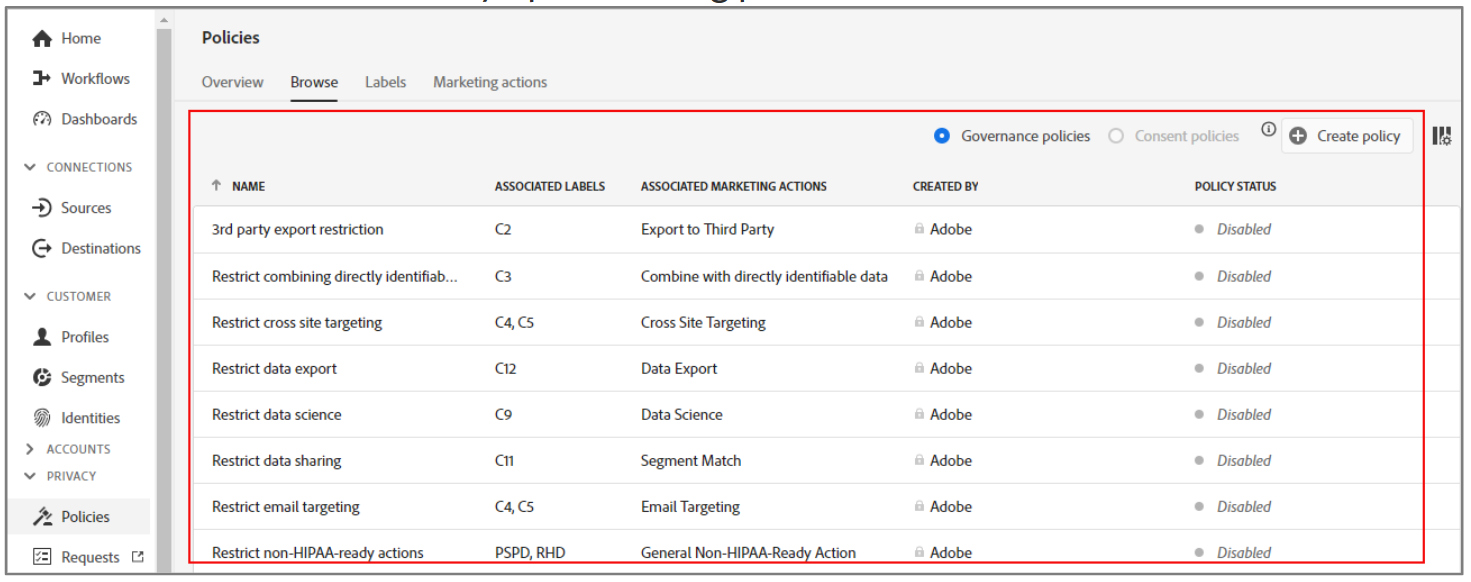 Home
Workflows
Dashboards
CONNECTIONS
Sources
Destinations
CUSTOMER
Profiles
Segments
Identities
ACCOUNTS
PRIVACY
Policies
Requests
Policies
Overview Browse Labels Marketing actions
Governance policies Consent policies Create policy
NAME ASSOCIATED LABELS ASSOCIATED MARKETING ACTIONS CREATED BY POLICY STATUS
3rd party export restriction C2 Export to Third Party Adobe Disabled
Restrict combining directly identifiab... C3 Combine with directly identifiable data Adobe Disabled
Restrict cross site targeting C4, C5 Cross Site Targeting Adobe Disabled
Restrict data export C12 Data Export Adobe Disabled
Restrict data science C9 Data Science Adobe Disabled
Restrict data sharing C11 Segment Match Adobe Disabled
Restrict email targeting C4, C5 Email Targeting Adobe Disabled
Restrict non-HIPAA-ready actions PSPD, RHD General Non-HIPAA-Ready Action Adobe Disabled